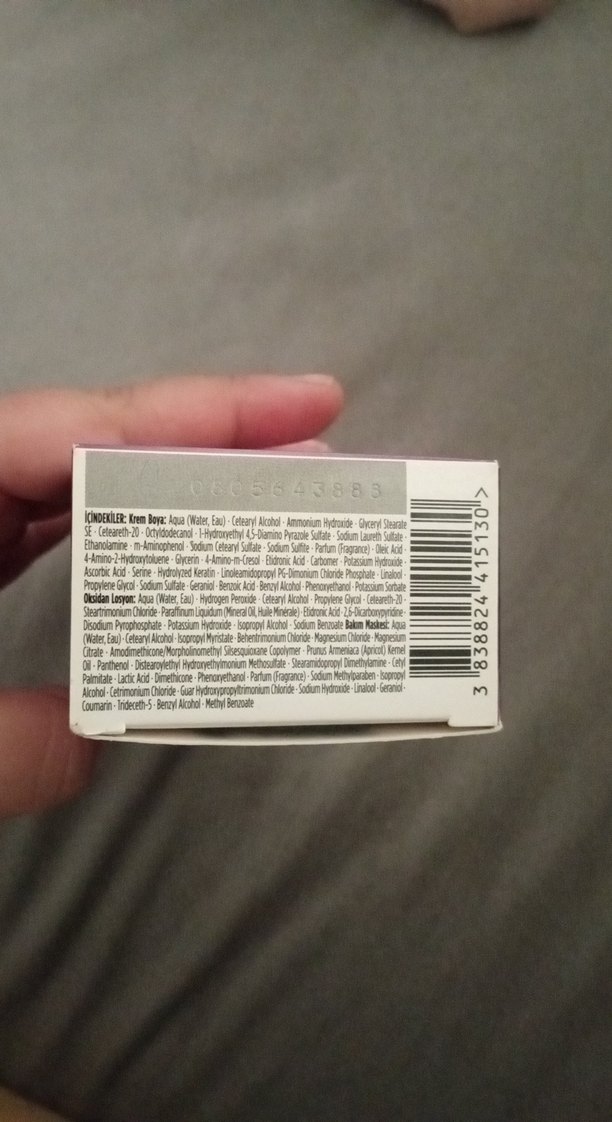 0605643883
İÇİNDEKİLER: Krem Boya: Aqua (Water, Eau) · Cetearyl Alcohol · Ammonium Hydroxide · Glyceryl Stearate
SE · Ceteareth-20 · Octyldodecanol · 1-Hydroxyethyl 4,5-Diamino Pyrazole Sulfate · Sodium Laureth Sulfate ·
Ethanolamine · m-Aminophenol · Sodium Cetearyl Sulfate · Sodium Sulfite · Parfum (Fragrance) · Oleic Acid ·
4-Amino-2-Hydroxytoluene · Glycerin · 4-Amino-m-Cresol · Etidronic Acid · Carbomer · Potassium Hydroxide ·
Ascorbic Acid · Serine · Hydrolyzed Keratin · Linoleamidopropyl PG-Dimonium Chloride Phosphate · Linalool ·
Propylene Glycol · Sodium Sulfate · Geraniol · Benzoic Acid · Benzyl Alcohol · Phenoxyethanol · Potassium Sorbate
Oksidan Losyon: Aqua (Water, Eau) · Hydrogen Peroxide · Cetearyl Alcohol · Propylene Glycol · Ceteareth-20 ·
Steartrimonium Chloride · Paraffinum Liquidum (Mineral Oil, Huile Minérale) · Etidronic Acid · 2,6-Dicarboxypyridine ·
Disodium Pyrophosphate · Potassium Hydroxide · Isopropyl Alcohol · Sodium Benzoate Bakım Maskesi: Aqua
(Water, Eau) · Cetearyl Alcohol · Isopropyl Myristate · Behentrimonium Chloride · Magnesium Chloride · Magnesium
Citrate · Amodimethicone/Morpholinomethyl Silsesquioxane Copolymer · Prunus Armeniaca (Apricot) Kernel
Oil · Panthenol · Distearoylethyl Hydroxyethylmonium Methosulfate · Stearamidopropyl Dimethylamine · Cetyl
Palmitate · Lactic Acid · Dimethicone · Phenoxyethanol · Parfum (Fragrance) · Sodium Methylparaben · Isopropyl
Alcohol · Cetrimonium Chloride · Guar Hydroxypropyltrimonium Chloride · Sodium Hydroxide · Linalool · Geraniol ·
Coumarin · Trideceth-5 · Benzyl Alcohol · Methyl Benzoate
3 838824 415130 >